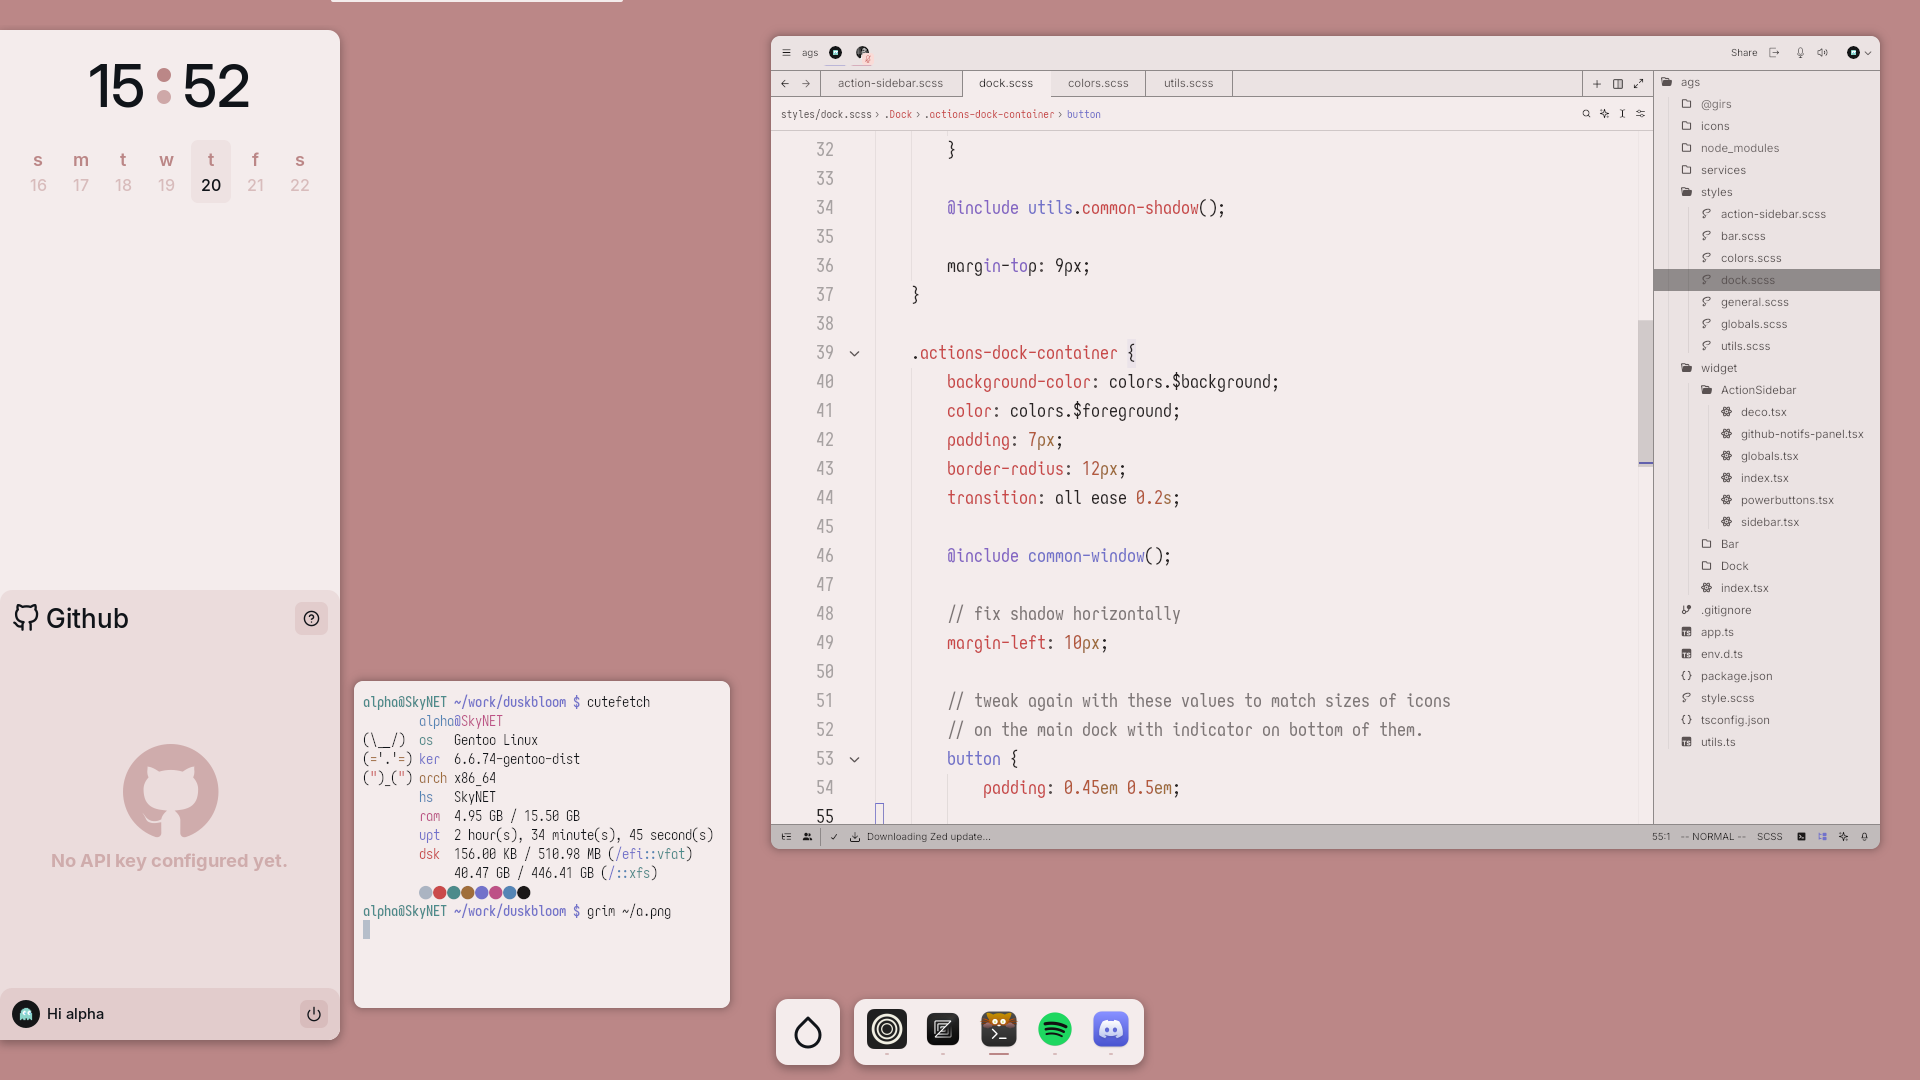 15:52
s m t w t f s
16 17 18 19 20 21 22
Github
No API key configured yet.
Hi alpha
alpha@SkyNET ~/work/duskbloom $ cutefetch
alpha@SkyNET
(\__/) os Gentoo Linux
(='.'=) ker 6.6.74-gentoo-dist
(")_(") arch x86_64
hs SkyNET
ram 4.95 GB / 15.50 GB
upt 2 hour(s), 34 minute(s), 45 second(s)
dsk 156.00 KB / 510.98 MB (/efi::vfat)
40.47 GB / 446.41 GB (/::xfs)
alpha@SkyNET ~/work/duskbloom $ grim ~/a.png
ags
Share
action-sidebar.scss dock.scss colors.scss utils.scss
styles/dock.scss › .Dock › .actions-dock-container › button
32 }
33
34 @include utils.common-shadow();
35
36 margin-top: 9px;
37 }
38
39 .actions-dock-container {
40 background-color: colors.$background;
41 color: colors.$foreground;
42 padding: 7px;
43 border-radius: 12px;
44 transition: all ease 0.2s;
45
46 @include common-window();
47
48 // fix shadow horizontally
49 margin-left: 10px;
50
51 // tweak again with these values to match sizes of icons
52 // on the main dock with indicator on bottom of them.
53 button {
54 padding: 0.45em 0.5em;
55
Downloading Zed update...
55:1 -- NORMAL -- SCSS
ags
@girs
icons
node_modules
services
styles
action-sidebar.scss
bar.scss
colors.scss
dock.scss
general.scss
globals.scss
utils.scss
widget
ActionSidebar
deco.tsx
github-notifs-panel.tsx
globals.tsx
index.tsx
powerbuttons.tsx
sidebar.tsx
Bar
Dock
index.tsx
.gitignore
app.ts
env.d.ts
package.json
style.scss
tsconfig.json
utils.ts